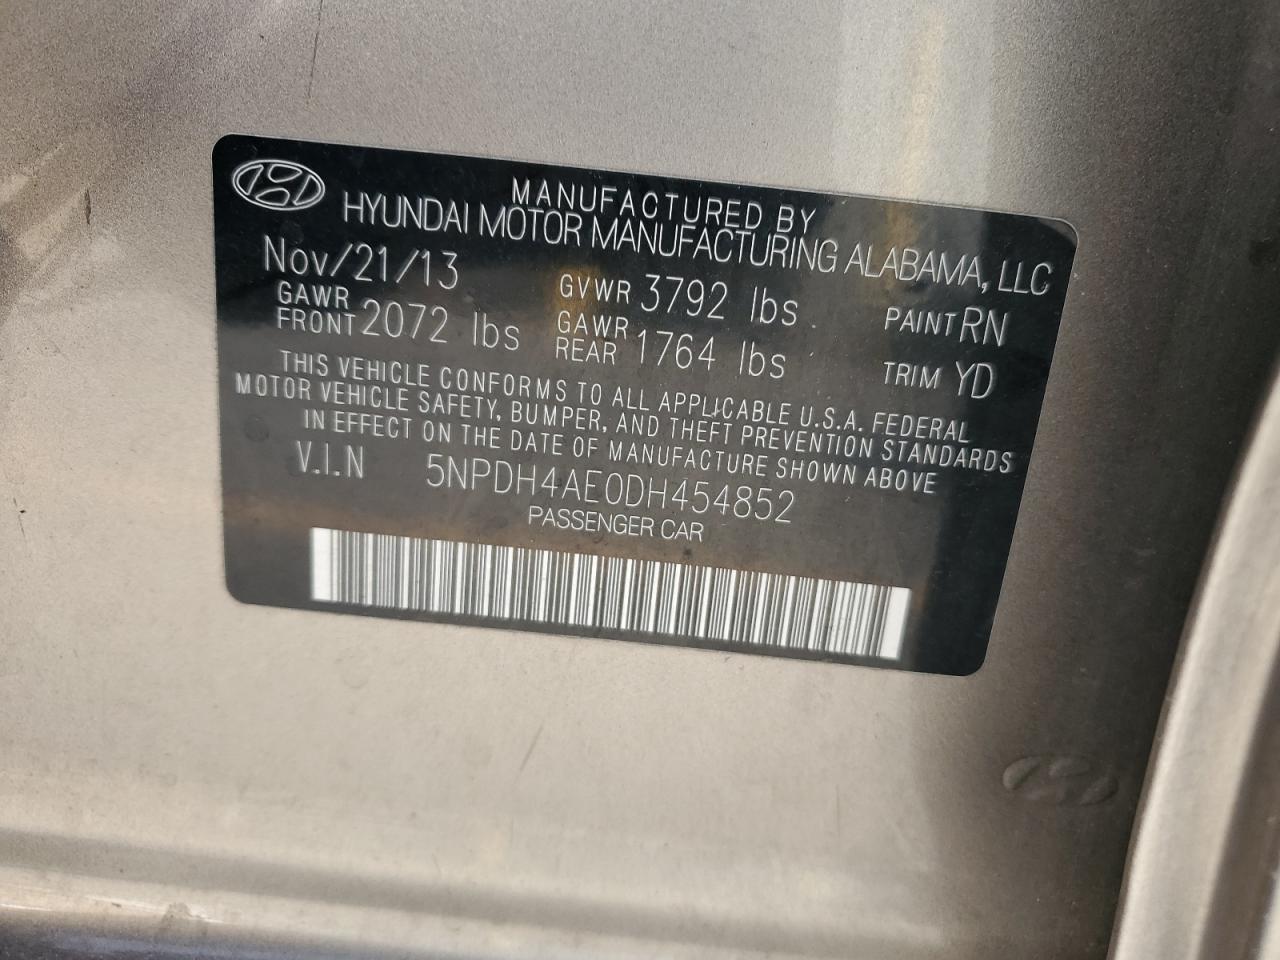 MANUFACTURED BY
HYUNDAI MOTOR MANUFACTURING ALABAMA, LLC
Nov/21/13 GVWR 3792 lbs PAINT RN
GAWR FRONT 2072 lbs GAWR REAR 1764 lbs TRIM YD
THIS VEHICLE CONFORMS TO ALL APPLICABLE U.S.A. FEDERAL
MOTOR VEHICLE SAFETY, BUMPER, AND THEFT PREVENTION STANDARDS
IN EFFECT ON THE DATE OF MANUFACTURE SHOWN ABOVE
V.I.N 5NPDH4AE0DH454852
PASSENGER CAR